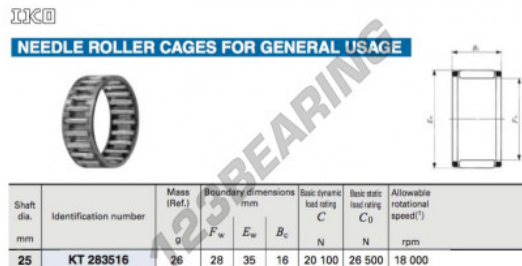 IKO
NEEDLE ROLLER CAGES FOR GENERAL USAGE
123BEARING
Shaft dia. mm
Identification number
Mass (Ref.) g
Boundary dimensions mm
Fw Ew Bc
Basic dynamic load rating C N
Basic static load rating C0 N
Allowable rotational speed(1) rpm
25 KT 283516 26 28 35 16 20 100 26 500 18 000